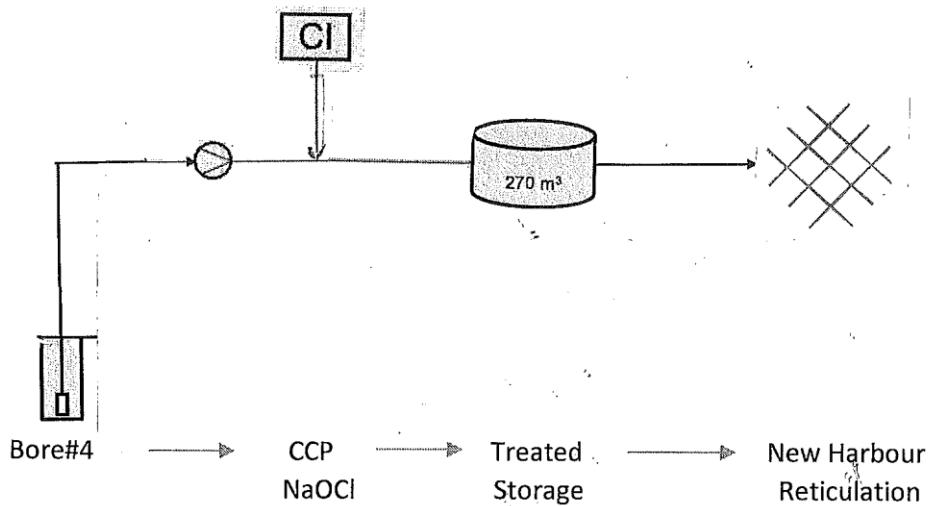 Cl
270 m³
Bore#4
CCP
NaOCl
Treated
Storage
New Harbour
Reticulation